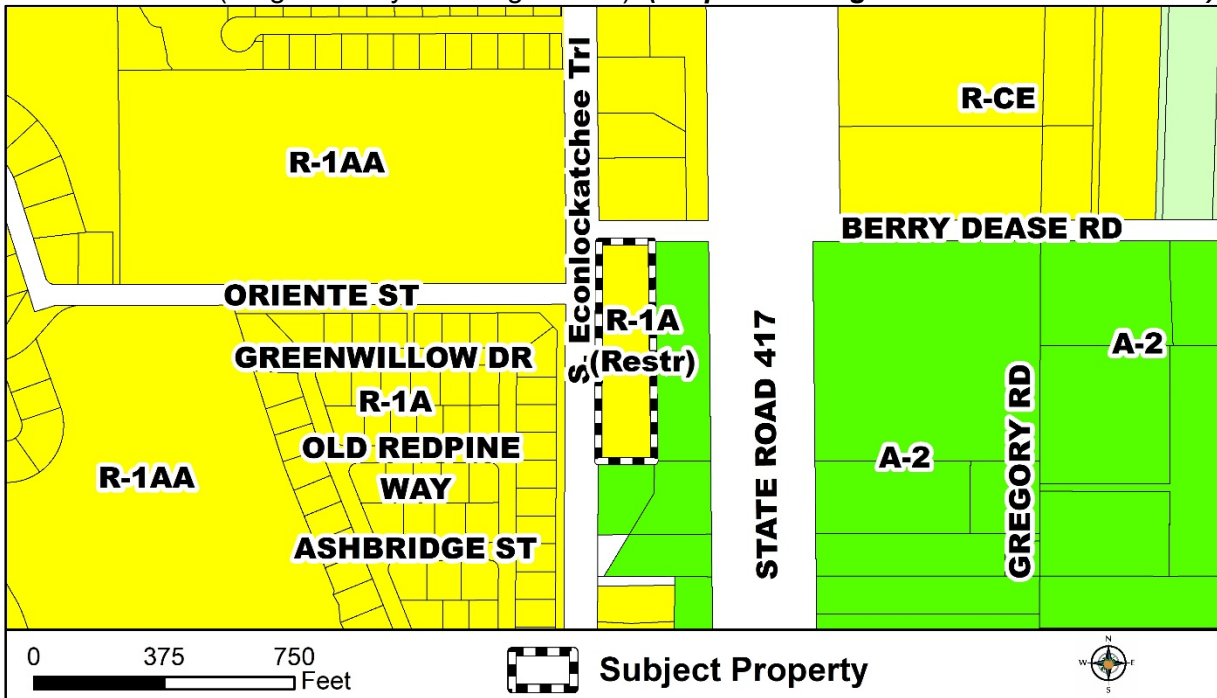 R-CE
R-1AA
S. Econlockatchee Trl
BERRY DEASE RD
ORIENTE ST
R-1A
(Restr)
STATE ROAD 417
A-2
GREENWILLOW DR
R-1A
GREGORY RD
OLD REDPINE
WAY
A-2
R-1AA
ASHBRIDGE ST
0 375 750
Feet
Subject Property
N
W E
S